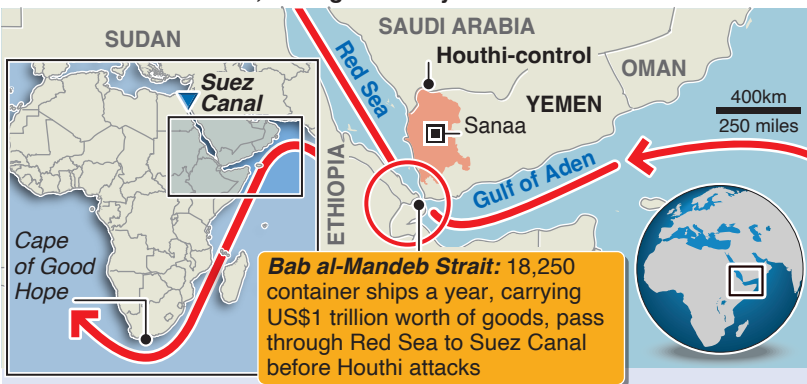 SUDAN
SAUDI ARABIA
Red Sea
Houthi-control
OMAN
YEMEN
400km
250 miles
Sanaa
Suez
Canal
ETHIOPIA
Gulf of Aden
Cape
of Good
Hope
Bab al-Mandeb Strait: 18,250
container ships a year, carrying
US$1 trillion worth of goods, pass
through Red Sea to Suez Canal
before Houthi attacks